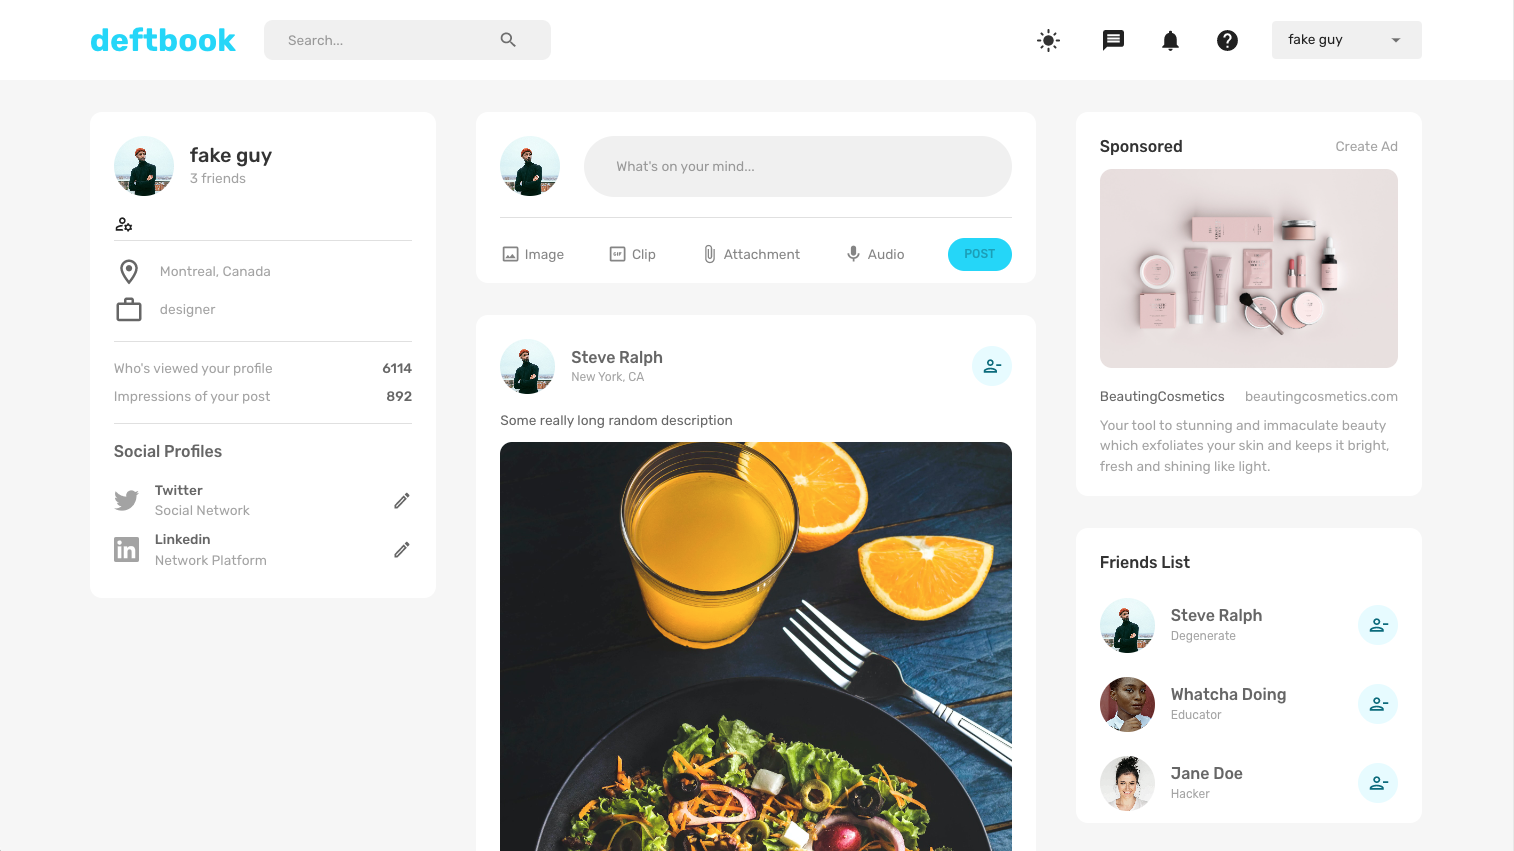 deftbook
Search...
fake guy
fake guy
3 friends
Montreal, Canada
designer
Who's viewed your profile 6114
Impressions of your post 892
Social Profiles
Twitter
Social Network
Linkedin
Network Platform
What's on your mind...
Image GIF Clip Attachment Audio POST
Steve Ralph
New York, CA
Some really long random description
Sponsored Create Ad
BeautingCosmetics beautingcosmetics.com
Your tool to stunning and immaculate beauty
which exfoliates your skin and keeps it bright,
fresh and shining like light.
Friends List
Steve Ralph
Degenerate
Whatcha Doing
Educator
Jane Doe
Hacker